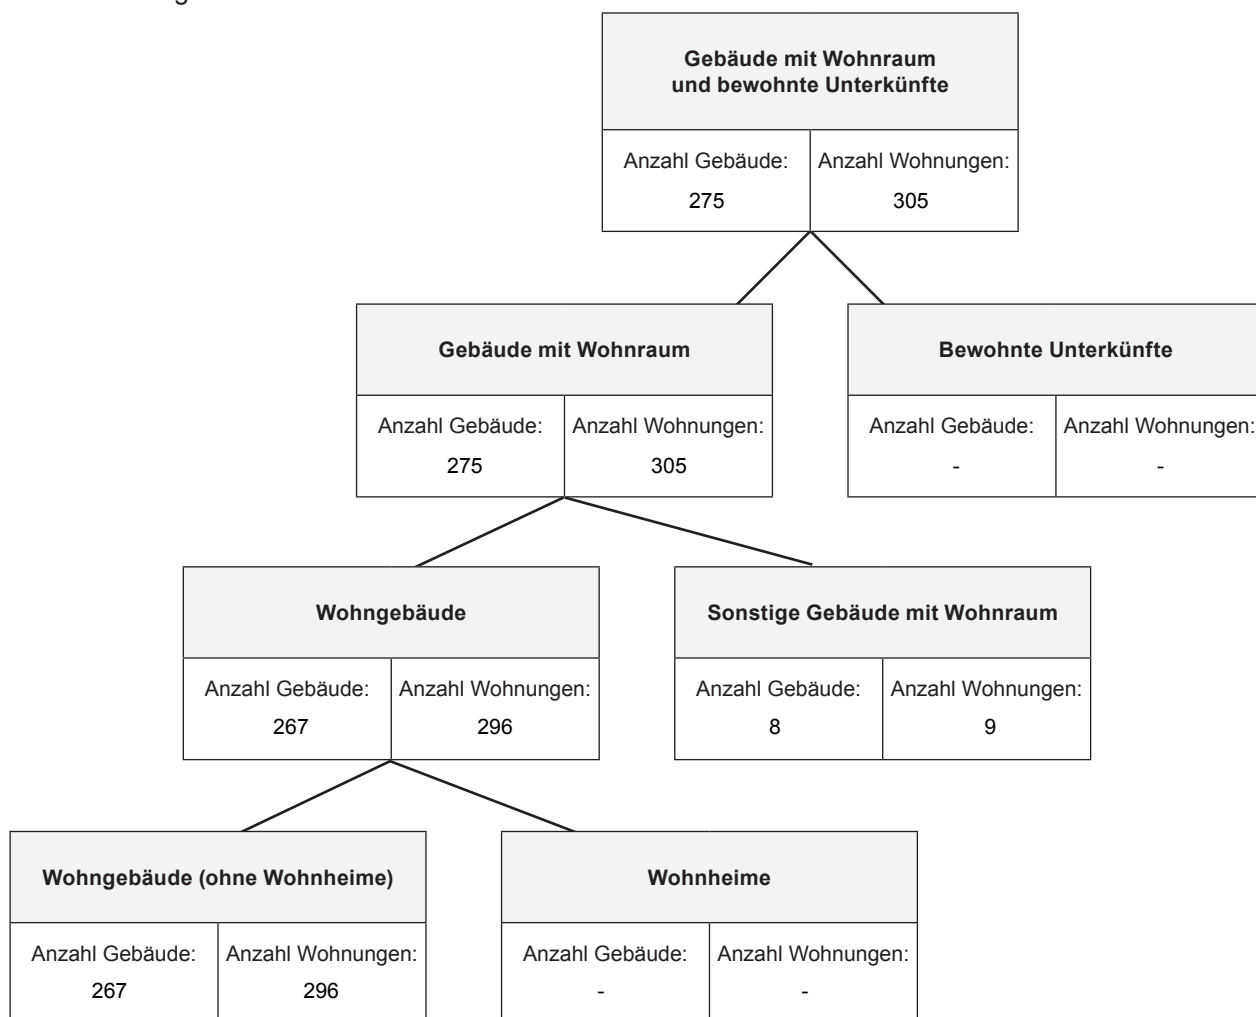 Gebäude mit Wohnraum
und bewohnte Unterkünfte
Anzahl Gebäude: Anzahl Wohnungen:
275 305
Gebäude mit Wohnraum
Bewohnte Unterkünfte
Anzahl Gebäude: Anzahl Wohnungen:
275 305
Anzahl Gebäude: Anzahl Wohnungen:
- -
Wohngebäude
Sonstige Gebäude mit Wohnraum
Anzahl Gebäude: Anzahl Wohnungen:
267 296
Anzahl Gebäude: Anzahl Wohnungen:
8 9
Wohngebäude (ohne Wohnheime)
Wohnheime
Anzahl Gebäude: Anzahl Wohnungen:
267 296
Anzahl Gebäude: Anzahl Wohnungen:
- -